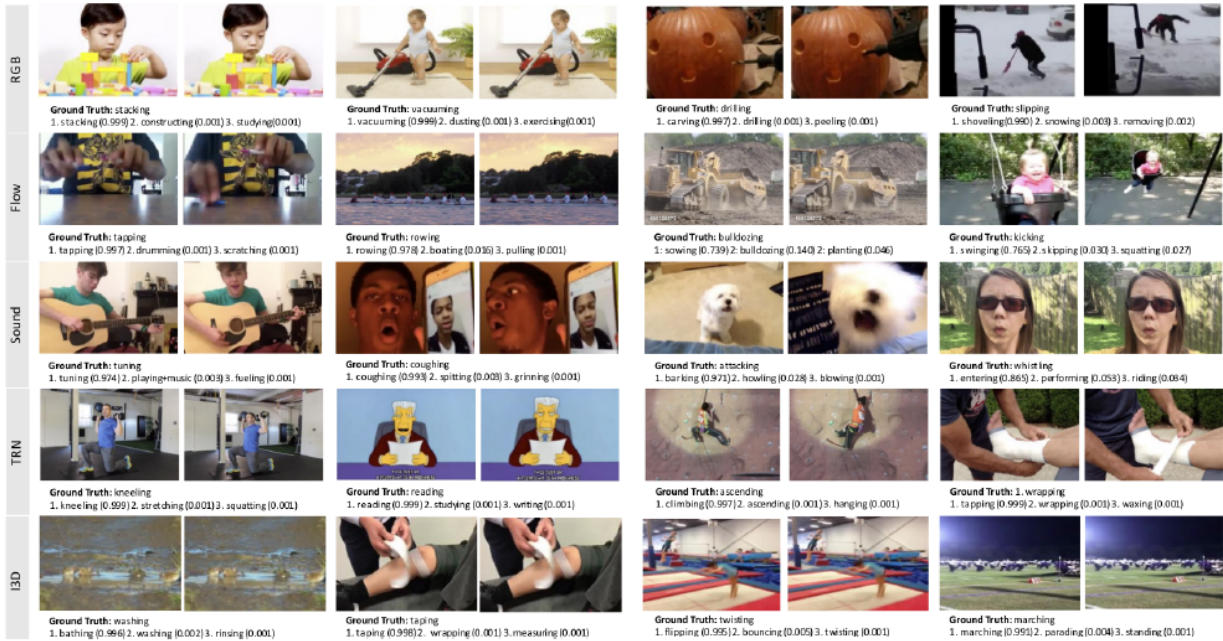 RGB
Ground Truth: stacking
1. stacking (0.999) 2. constructing (0.001) 3. studying(0.001)
Ground Truth: vacuuming
1. vacuuming (0.999) 2. dusting (0.001) 3. exercising(0.001)
Ground Truth: drilling
1. carving (0.997) 2. drilling (0.001) 3. peeling (0.001)
Ground Truth: slipping
1. shoveling(0.990) 2. snowing (0.003) 3. removing (0.002)
Flow
Ground Truth: tapping
1. tapping (0.997) 2. drumming (0.001) 3. scratching (0.001)
Ground Truth: rowing
1. rowing (0.978) 2. boating (0.016) 3. pulling (0.001)
Ground Truth: bulldozing
1: sowing (0.739) 2: bulldozing (0.140) 2: planting (0.046)
Ground Truth: kicking
1. swinging (0.765) 2. skipping (0.030) 3. squatting (0.027)
Sound
Ground Truth: tuning
1. tuning (0.974) 2. playing+music (0.003) 3. fueling (0.001)
Ground Truth: coughing
1. coughing (0.993) 2. spitting (0.003) 3. grinning (0.001)
Ground Truth: attacking
1. barking (0.971) 2. howling (0.028) 3. blowing (0.001)
Ground Truth: whistling
1. entering (0.865) 2. performing (0.053) 3. riding (0.034)
TRN
Ground Truth: kneeling
1. kneeling (0.999) 2. stretching (0.001) 3. squatting (0.001)
Ground Truth: reading
1. reading (0.999) 2. studying (0.001) 3. writing (0.001)
Ground Truth: ascending
1. climbing (0.997) 2. ascending (0.001) 3. hanging (0.001)
Ground Truth: 1. wrapping
1. tapping (0.999) 2. wrapping (0.001) 3. waxing (0.001)
I3D
Ground Truth: washing
1. bathing (0.996) 2. washing (0.002) 3. rinsing (0.001)
Ground Truth: taping
1. taping (0.998) 2. wrapping (0.001) 3. measuring (0.001)
Ground Truth: twisting
1. flipping (0.995) 2. bouncing (0.005) 3. twisting (0.001)
Ground Truth: marching
1. marching (0.991) 2. parading (0.004) 3. standing (0.001)